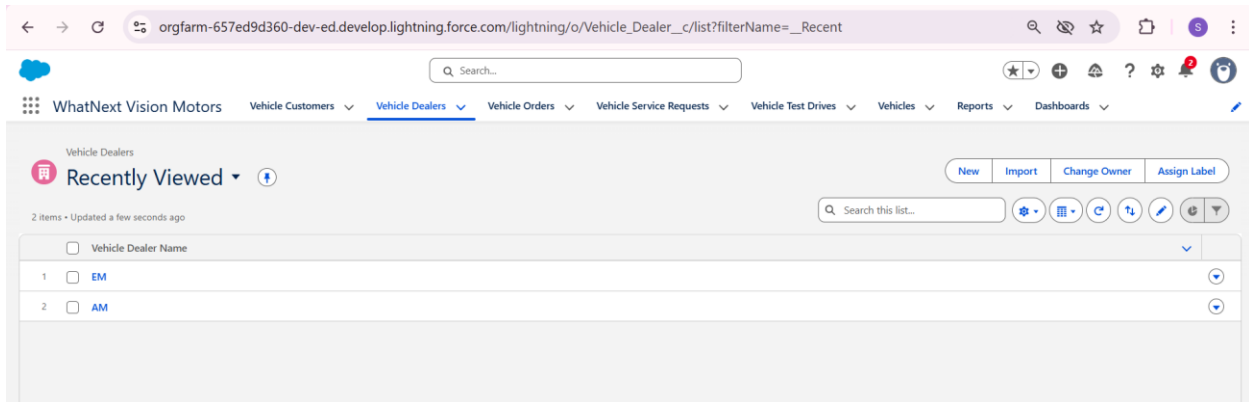 orgfarm-657ed9d360-dev-ed.develop.lightning.force.com/lightning/o/Vehicle_Dealer__c/list?filterName=__Recent
S
Search...
2
WhatNext Vision Motors Vehicle Customers Vehicle Dealers Vehicle Orders Vehicle Service Requests Vehicle Test Drives Vehicles Reports Dashboards
Vehicle Dealers
Recently Viewed
New Import Change Owner Assign Label
2 items • Updated a few seconds ago
Search this list...
Vehicle Dealer Name
1 EM
2 AM